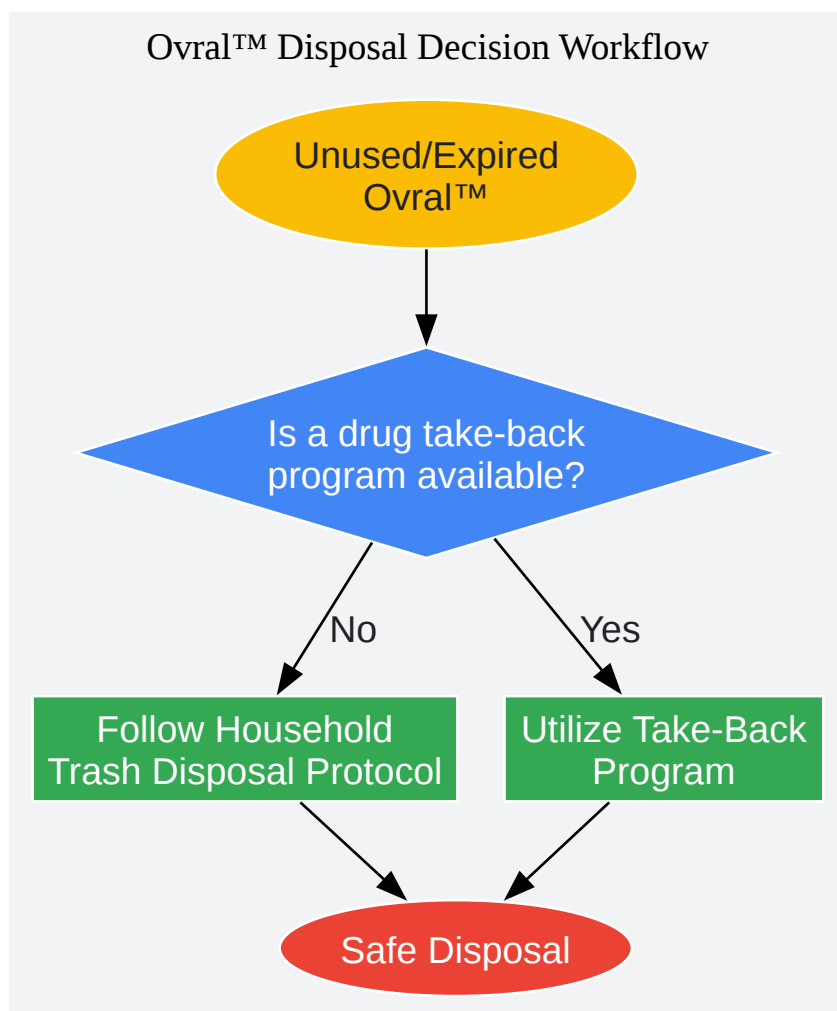 Ovral™ Disposal Decision Workflow
Unused/Expired
Ovral™
Is a drug take-back
program available?
No
Yes
Follow Household
Trash Disposal Protocol
Utilize Take-Back
Program
Safe Disposal